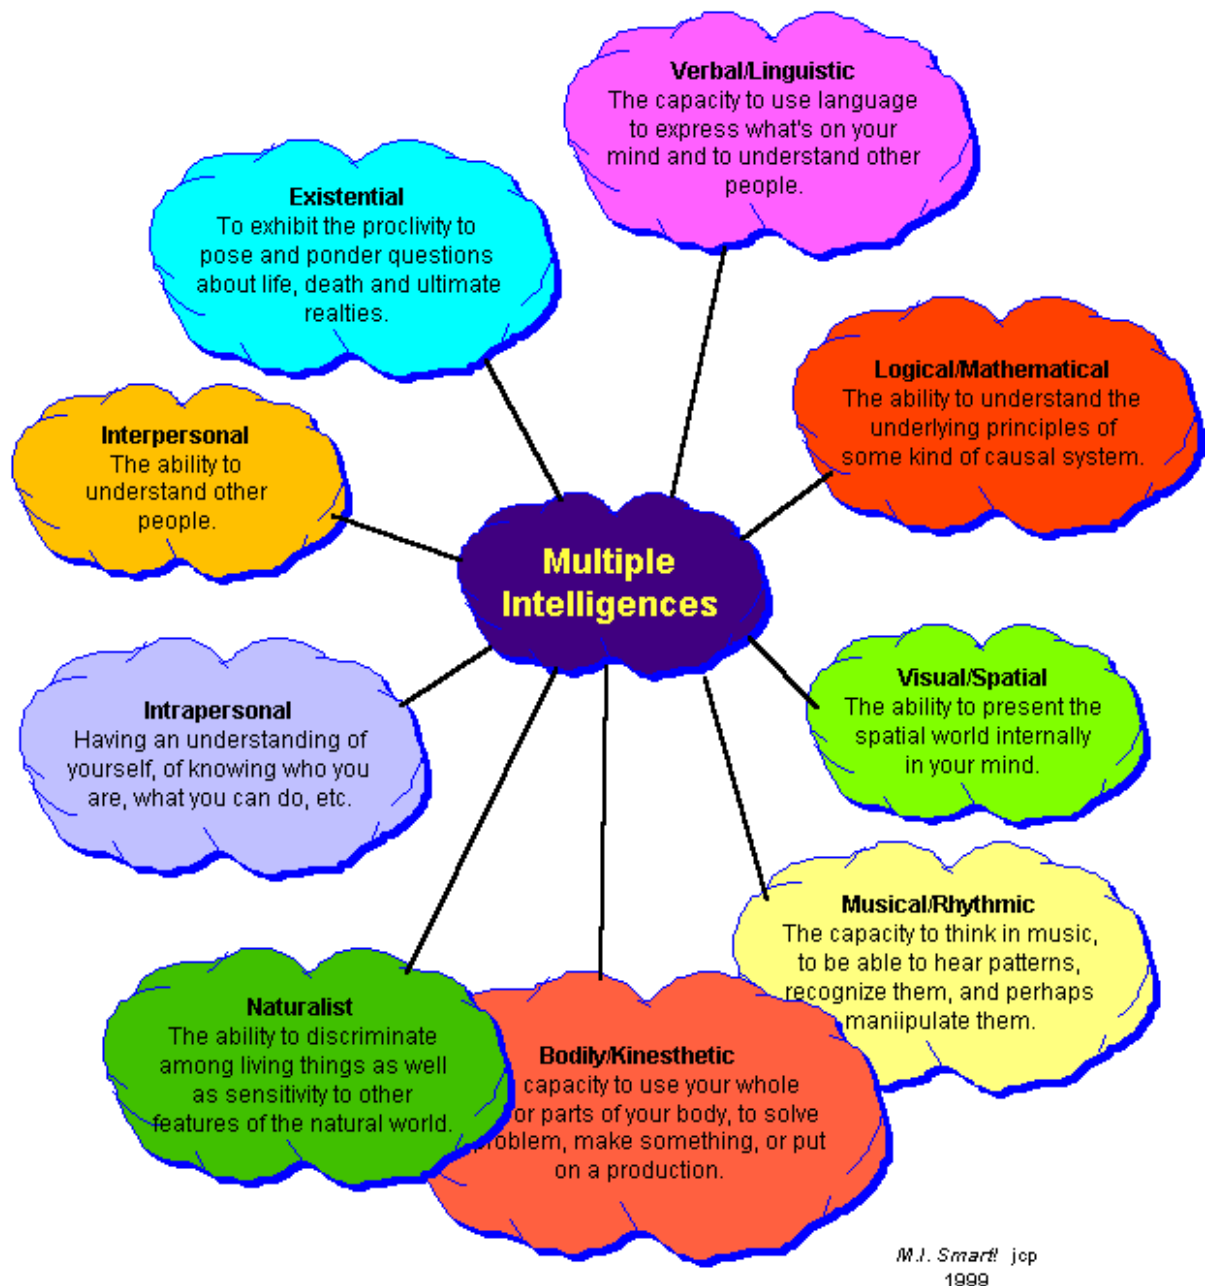 Verbal/Linguistic
The capacity to use language
to express what's on your
mind and to understand other
people.
Existential
To exhibit the proclivity to
pose and ponder questions
about life, death and ultimate
realties.
Logical/Mathematical
The ability to understand the
underlying principles of
some kind of causal system.
Interpersonal
The ability to
understand other
people.
Multiple
Intelligences
Visual/Spatial
The ability to present the
spatial world internally
in your mind.
Intrapersonal
Having an understanding of
yourself, of knowing who you
are, what you can do, etc.
Musical/Rhythmic
The capacity to think in music,
to be able to hear patterns,
recognize them, and perhaps
maniipulate them.
Naturalist
The ability to discriminate
among living things as well
as sensitivity to other
features of the natural world.
Bodily/Kinesthetic
capacity to use your whole
or parts of your body, to solve
problem, make something, or put
on a production.
M.I. Smart! jcp
1999